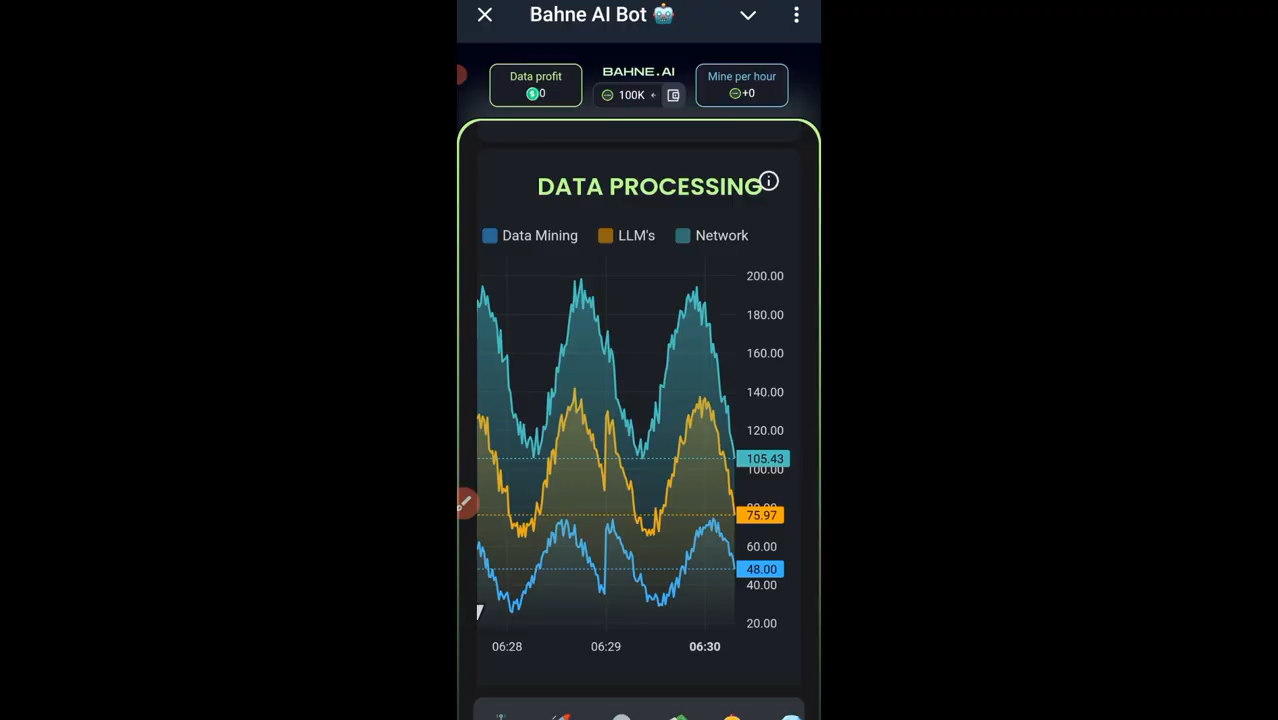 Bahne AI Bot 🤖
Data profit
0
BAHNE.AI
100K
Mine per hour
+0
DATA PROCESSING
Data Mining
LLM's
Network
200.00
180.00
160.00
140.00
120.00
105.43
100.00
75.97
60.00
48.00
40.00
20.00
06:28 06:29 06:30